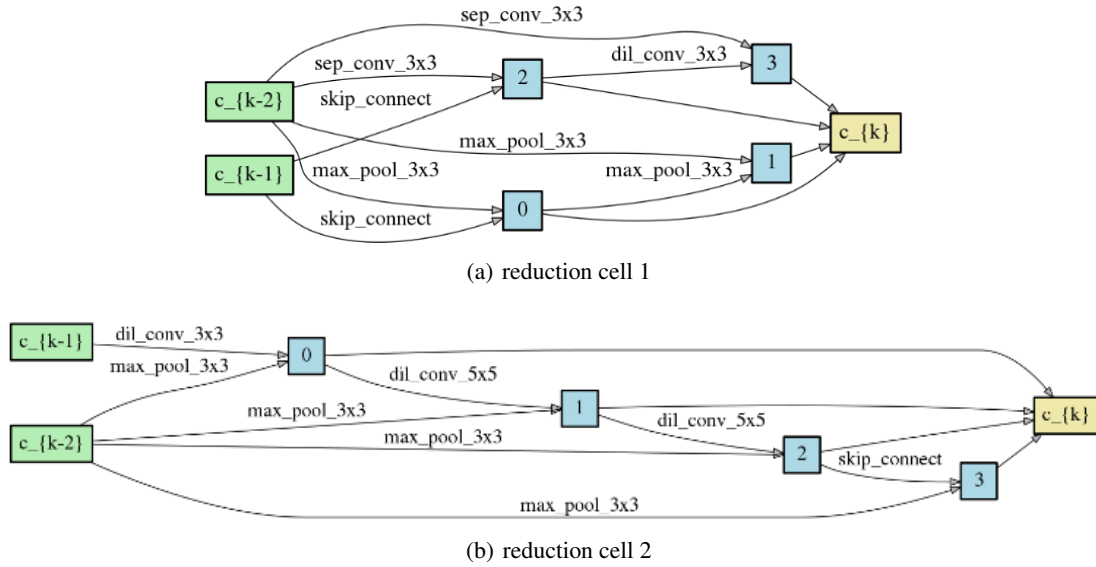 sep_conv_3x3
dil_conv_3x3
3
sep_conv_3x3
2
c_{k-2}
skip_connect
c_{k}
max_pool_3x3
1
c_{k-1}
max_pool_3x3
max_pool_3x3
0
skip_connect
(a) reduction cell 1
c_{k-1}
dil_conv_3x3
0
max_pool_3x3
dil_conv_5x5
max_pool_3x3
1
c_{k}
c_{k-2}
max_pool_3x3
dil_conv_5x5
2
skip_connect
3
max_pool_3x3
(b) reduction cell 2